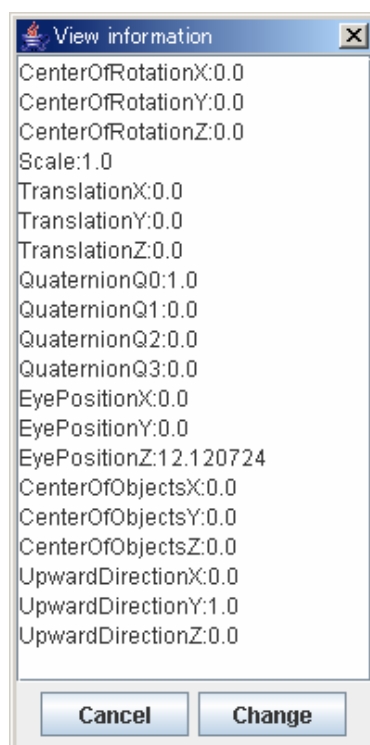 View information
CenterOfRotationX:0.0
CenterOfRotationY:0.0
CenterOfRotationZ:0.0
Scale:1.0
TranslationX:0.0
TranslationY:0.0
TranslationZ:0.0
QuaternionQ0:1.0
QuaternionQ1:0.0
QuaternionQ2:0.0
QuaternionQ3:0.0
EyePositionX:0.0
EyePositionY:0.0
EyePositionZ:12.120724
CenterOfObjectsX:0.0
CenterOfObjectsY:0.0
CenterOfObjectsZ:0.0
UpwardDirectionX:0.0
UpwardDirectionY:1.0
UpwardDirectionZ:0.0
Cancel Change